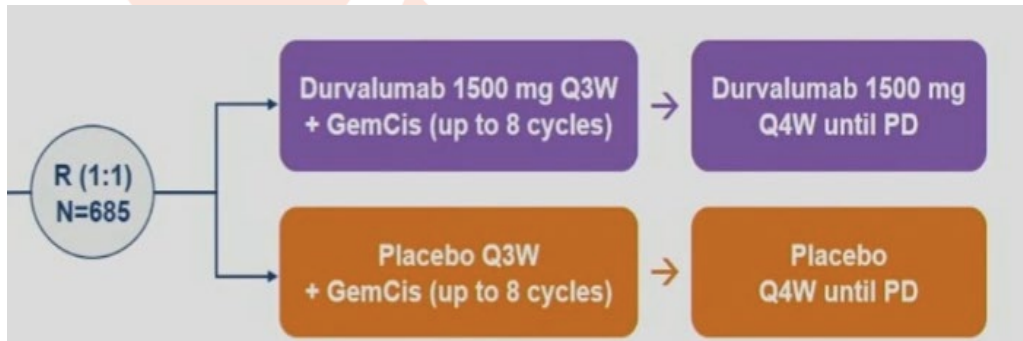 R (1:1)
N=685
Durvalumab 1500 mg Q3W
+ GemCis (up to 8 cycles)
Durvalumab 1500 mg
Q4W until PD
Placebo Q3W
+ GemCis (up to 8 cycles)
Placebo
Q4W until PD